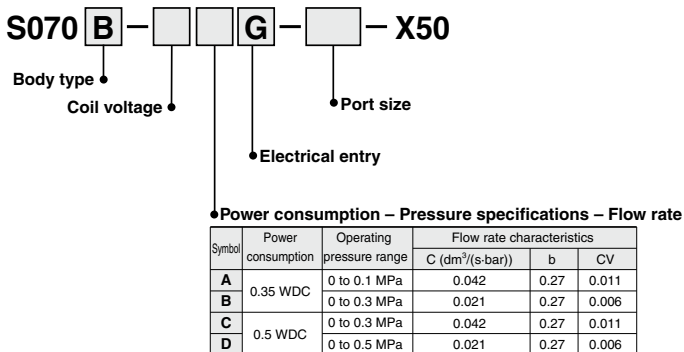 S070 B - G - - X50
Body type
Coil voltage
Port size
Electrical entry
Power consumption – Pressure specifications – Flow rate
Symbol Power consumption Operating pressure range Flow rate characteristics
C (dm³/(s·bar)) b CV
A 0.35 WDC 0 to 0.1 MPa 0.042 0.27 0.011
B 0 to 0.3 MPa 0.021 0.27 0.006
C 0.5 WDC 0 to 0.3 MPa 0.042 0.27 0.011
D 0 to 0.5 MPa 0.021 0.27 0.006